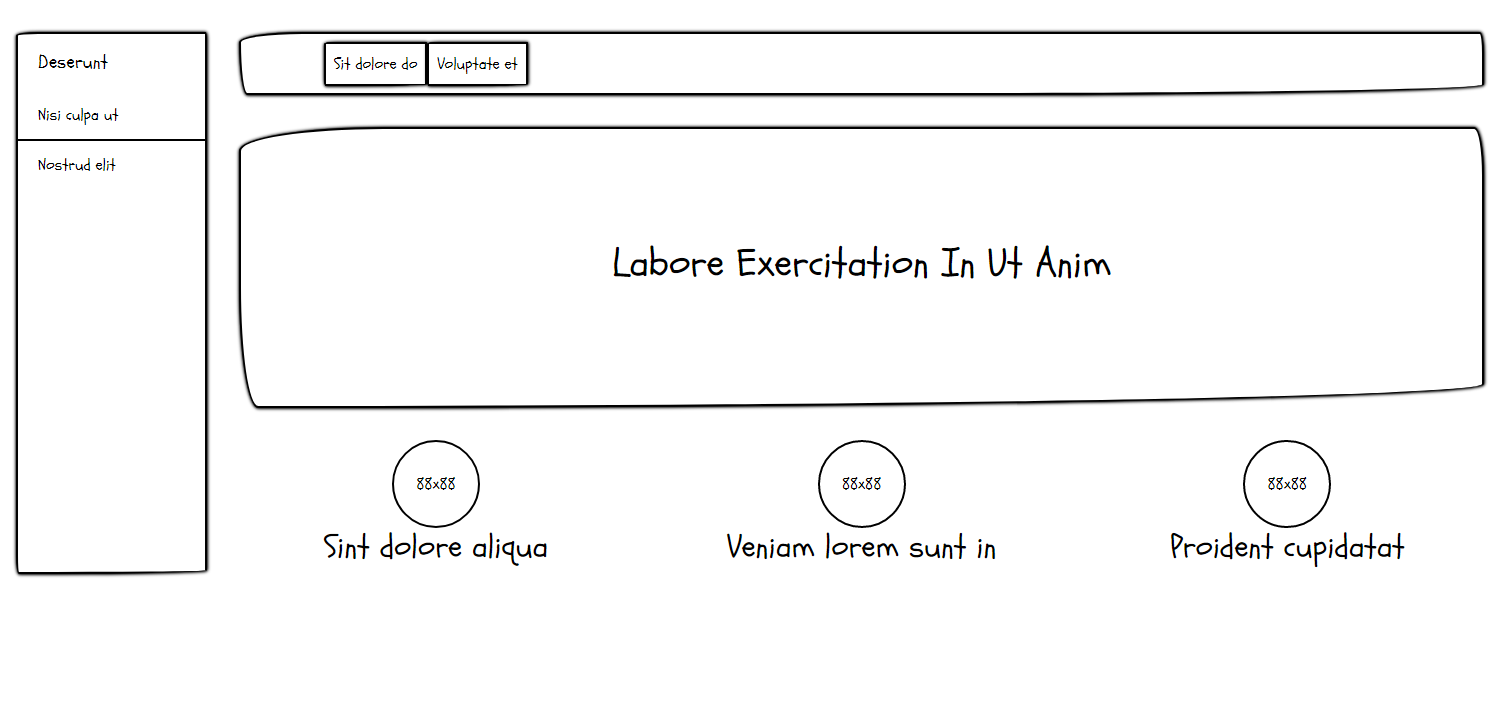 Deserunt
Nisi culpa ut
Nostrud elit
Sit dolore do
Voluptate et
Labore Exercitation In Ut Anim
88x88
Sint dolore aliqua
88x88
Veniam lorem sunt in
88x88
Proident cupidatat